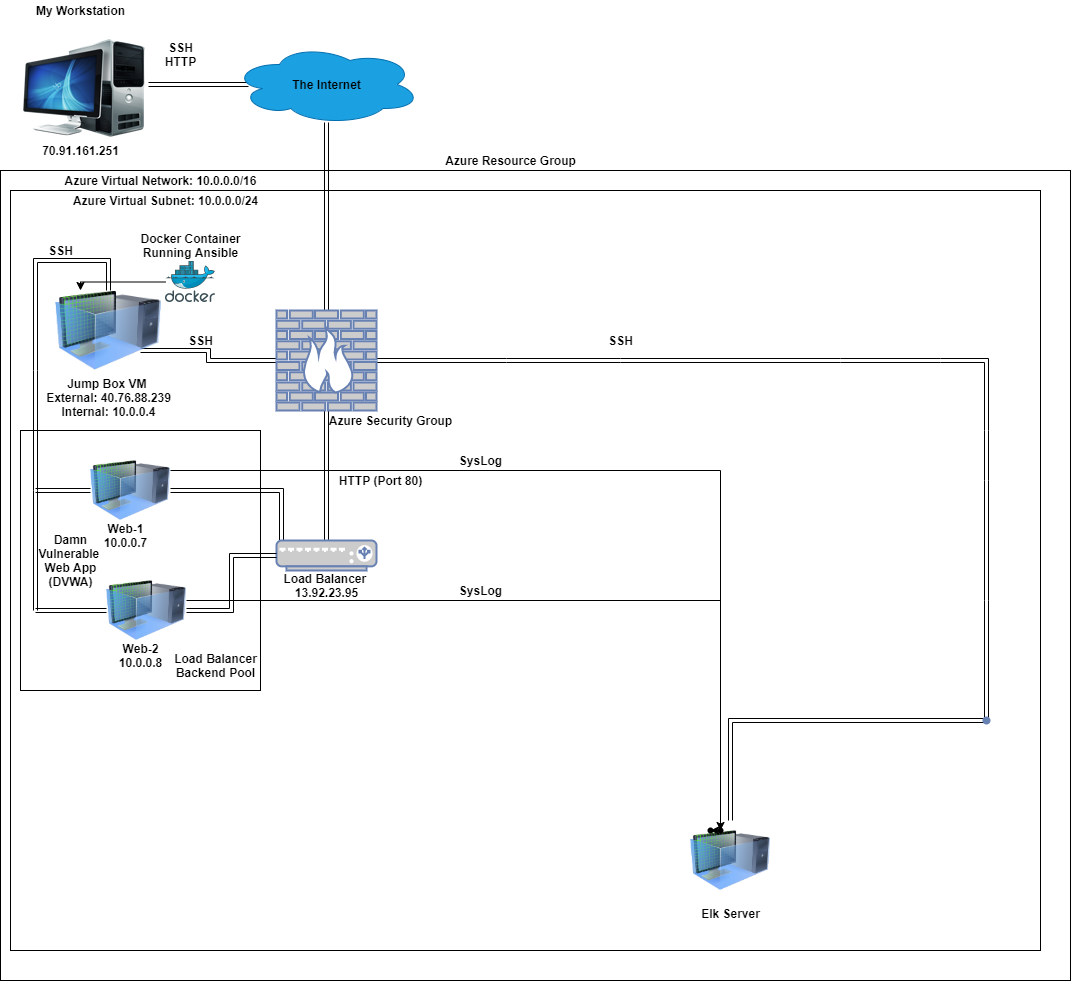 My Workstation
SSH
HTTP
The Internet
70.91.161.251
Azure Resource Group
Azure Virtual Network: 10.0.0.0/16
Azure Virtual Subnet: 10.0.0.0/24
SSH
Docker Container
Running Ansible
docker
SSH
SSH
Jump Box VM
External: 40.76.88.239
Internal: 10.0.0.4
Azure Security Group
SysLog
HTTP (Port 80)
Web-1
10.0.0.7
Damn
Vulnerable
Web App
(DVWA)
Load Balancer
13.92.23.95
SysLog
Web-2
10.0.0.8
Load Balancer
Backend Pool
Elk Server